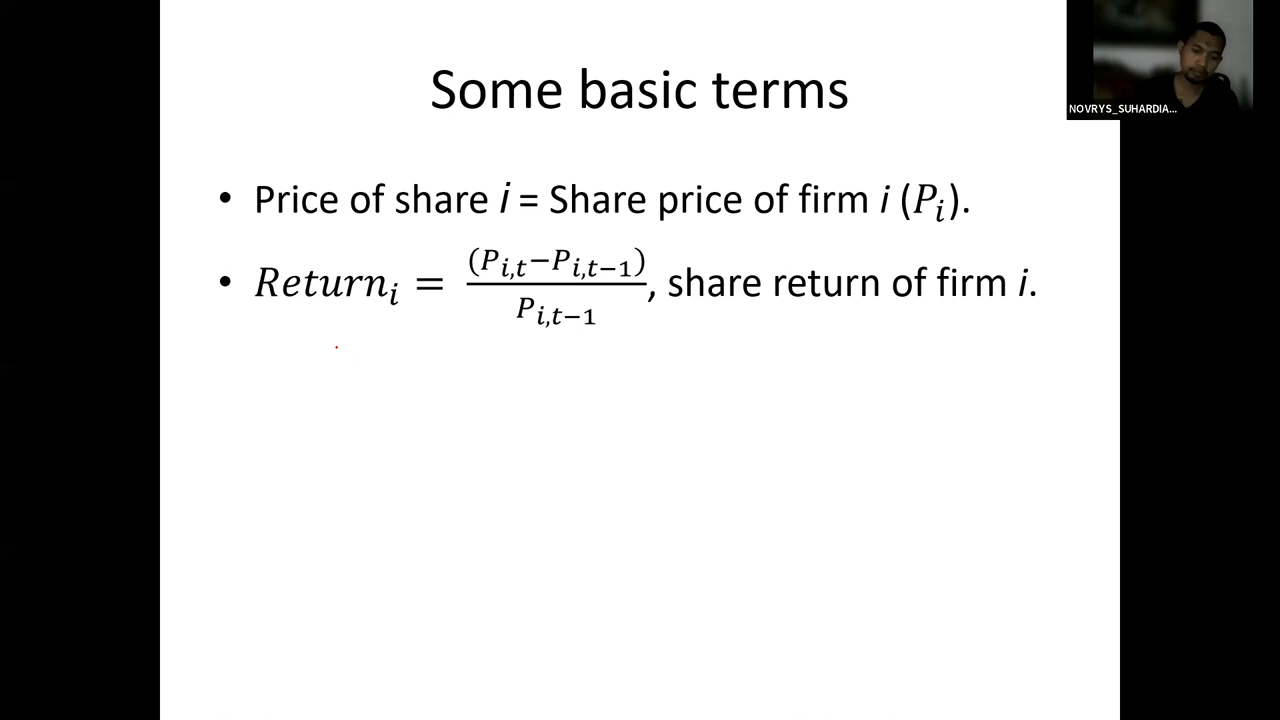 NOVRYS_SUHARDIA...
Some basic terms
• Price of share i = Share price of firm i (P_i).
• Return_i = (P_{i,t}−P_{i,t−1}) / P_{i,t−1}, share return of firm i.